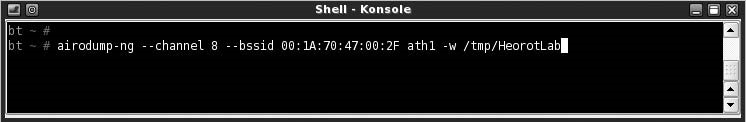 Shell - Konsole
bt ~ #
bt ~ # airodump-ng --channel 8 --bssid 00:1A:70:47:00:2F ath1 -w /tmp/HeorotLab